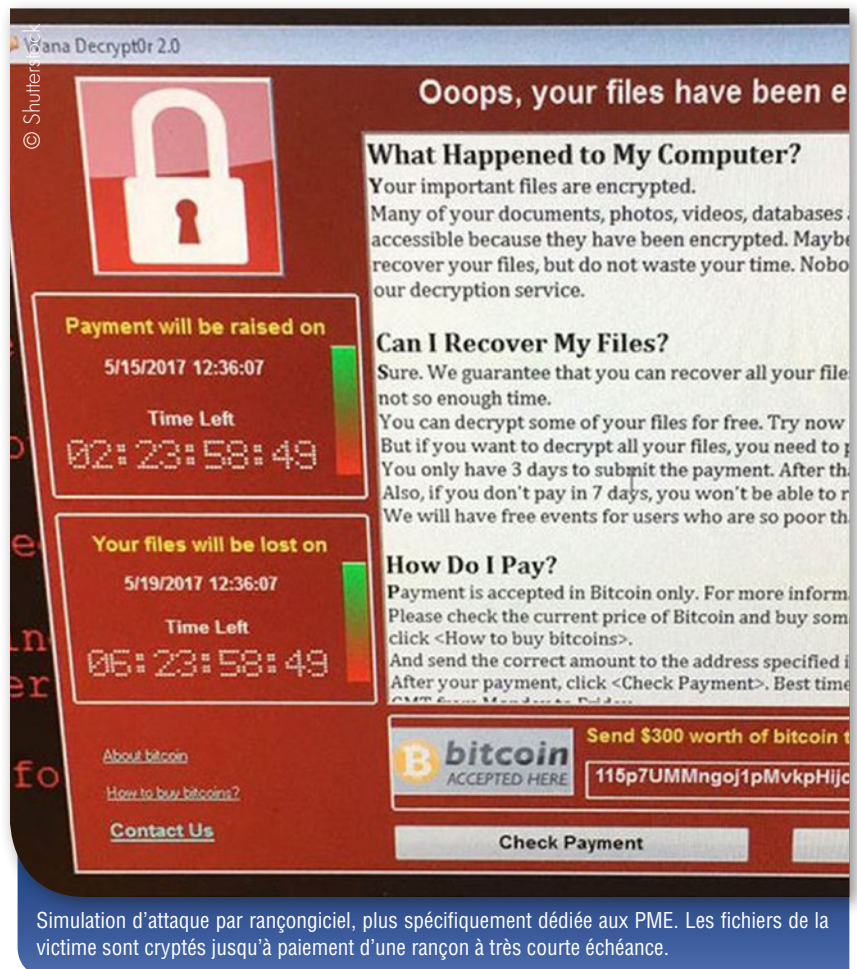 © Shutterstock
Wana Decrypt0r 2.0
Ooops, your files have been
What Happened to My Computer?
Your important files are encrypted.
Many of your documents, photos, videos, databases
accessible because they have been encrypted. Maybe
recover your files, but do not waste your time.
our decryption service.
Payment will be raised on
5/15/2017 12:36:07
Time Left
02:23:58:49
Can I Recover My Files?
Sure. We guarantee that you can recover all your
not so enough time.
You can decrypt some of your files for free. Try now
But if you want to decrypt all your files, you need to
You only have 3 days to submit the payment. After
Also, if you don't pay in 7 days, you won't be able to
We will have free events for users who are so poor
Your files will be lost on
5/19/2017 12:36:07
Time Left
06:23:58:49
How Do I Pay?
Payment is accepted in Bitcoin only. For more
Please check the current price of Bitcoin and buy
click <How to buy bitcoins>.
And send the correct amount to the address specified
After your payment, click <Check Payment>. Best time
About bitcoin
How to buy bitcoins?
Contact Us
bitcoin
ACCEPTED HERE
Send $300 worth of bitcoin
Check Payment
Simulation d'attaque par rançongiciel, plus spécifiquement dédiée aux PME. Les fichiers de la
victime sont cryptés jusqu'à paiement d'une rançon à très courte échéance.